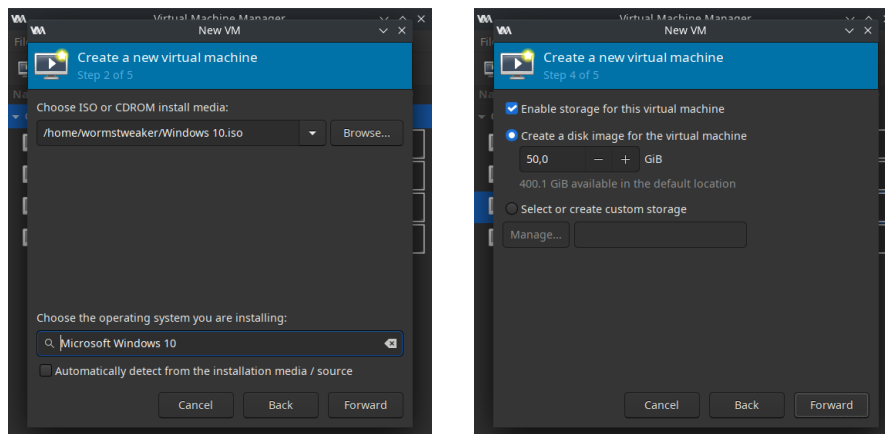 Virtual Machine Manager
New VM
Create a new virtual machine
Step 2 of 5
Choose ISO or CDROM install media:
/home/wormstweaker/Windows 10.iso
Browse...
Choose the operating system you are installing:
Microsoft Windows 10
Automatically detect from the installation media / source
Cancel
Back
Forward
Virtual Machine Manager
New VM
Create a new virtual machine
Step 4 of 5
Enable storage for this virtual machine
Create a disk image for the virtual machine
50,0 − + GiB
400.1 GiB available in the default location
Select or create custom storage
Manage...
Cancel
Back
Forward